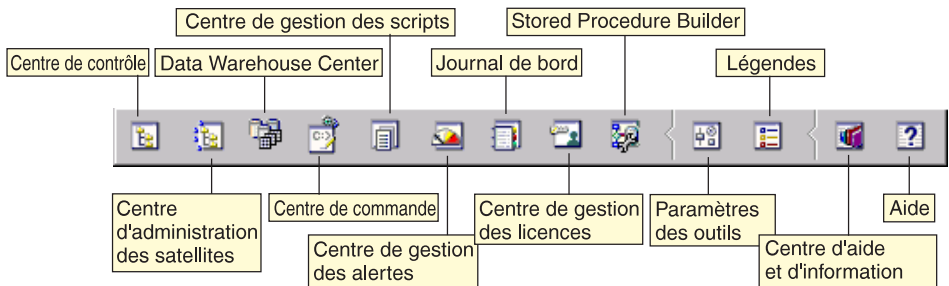 Centre de gestion des scripts
Stored Procedure Builder
Centre de contrôle
Data Warehouse Center
Journal de bord
Légendes
C:>
?
Centre
d'administration
des satellites
Centre de commande
Centre de gestion
des alertes
Centre de gestion
des licences
Paramètres
des outils
Centre d'aide
et d'information
Aide